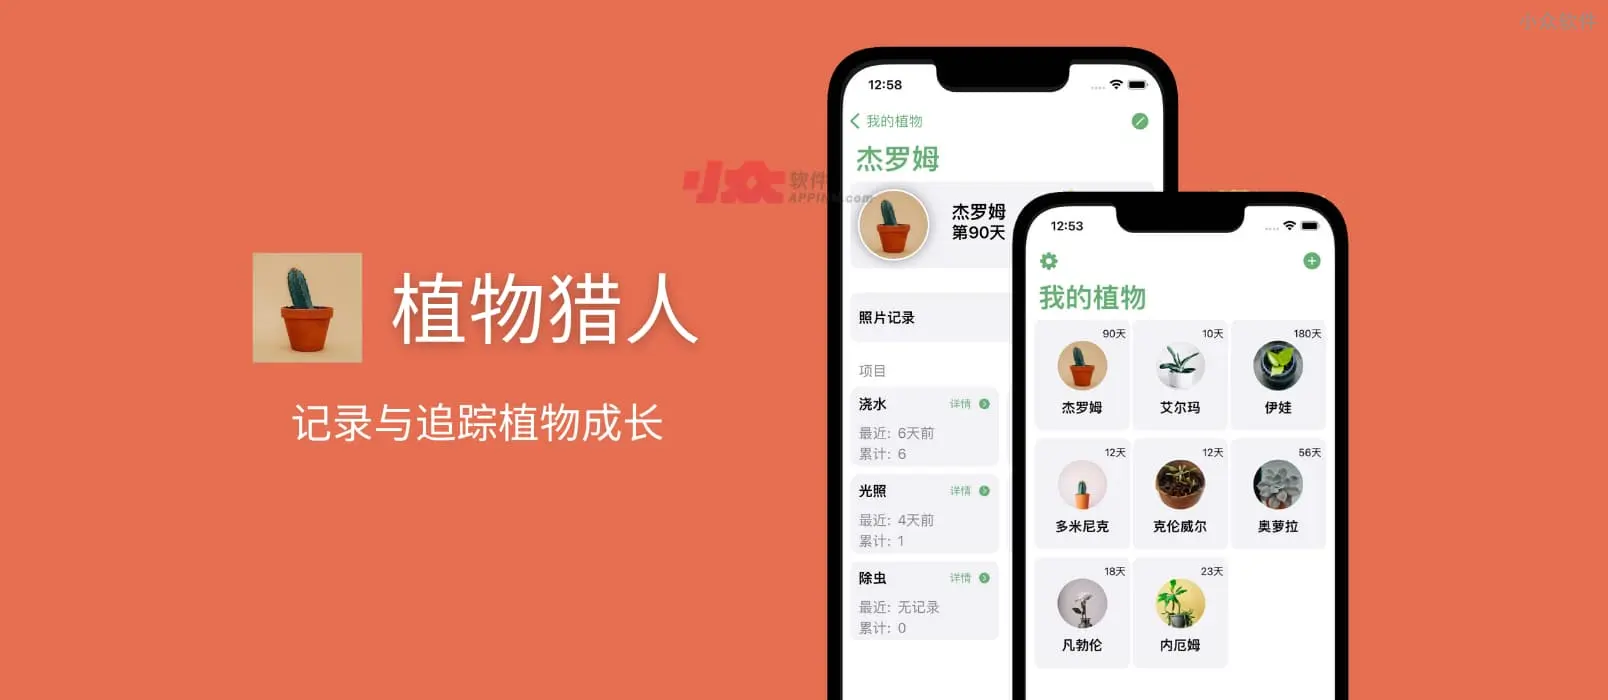 小众软件
植物猎人
记录与追踪植物成长
小众软件
APPINN.com
12:58
我的植物
杰罗姆
杰罗姆
第90天
照片记录
项目
浇水 详情
最近: 6天前
累计: 6
光照 详情
最近: 4天前
累计: 1
除虫 详情
最近: 无记录
累计: 0
12:53
我的植物
90天 10天 180天
杰罗姆 艾尔玛 伊娃
12天 12天 56天
多米尼克 克伦威尔 奥萝拉
18天 23天
凡勃伦 内厄姆